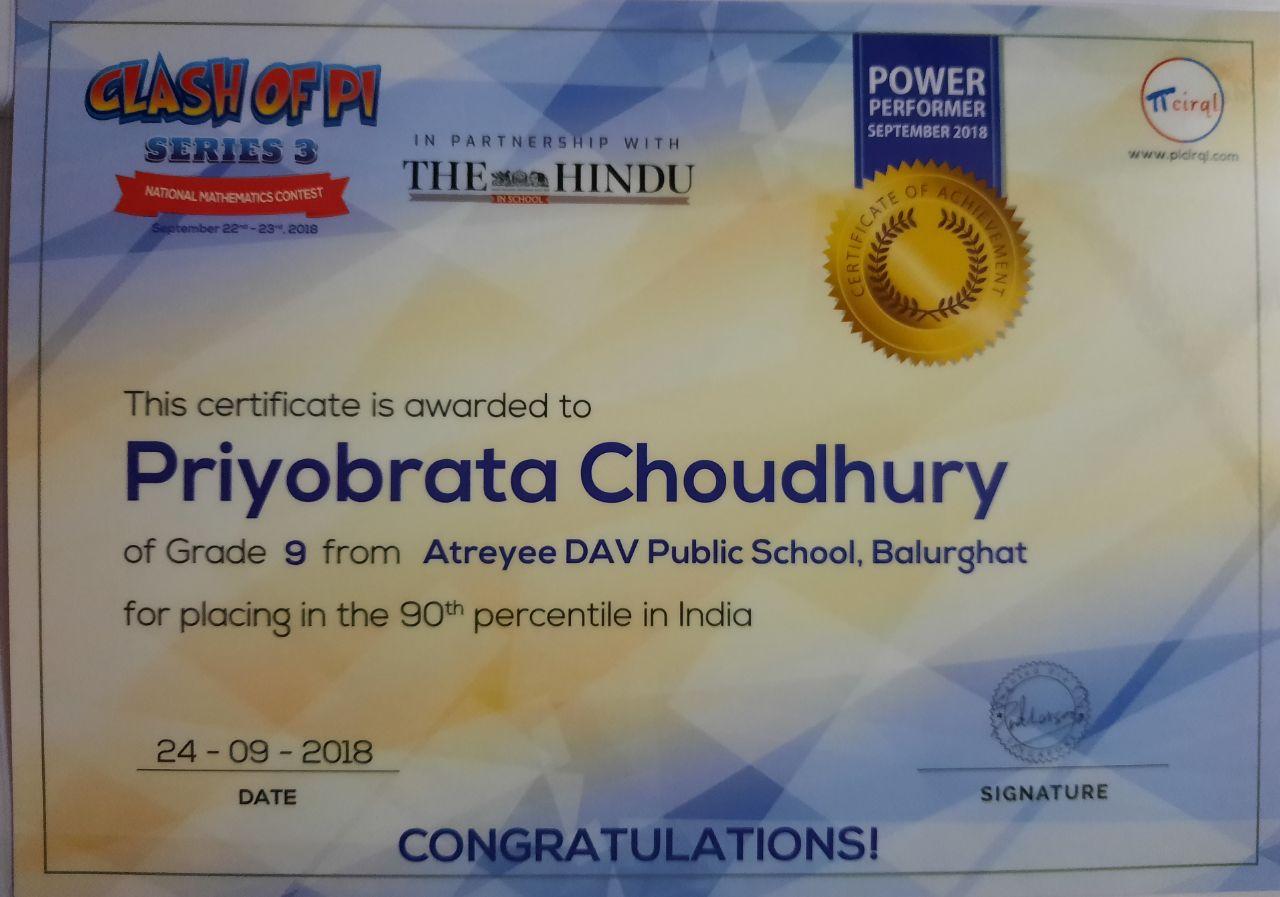 CLASH OF PI
SERIES 3
NATIONAL MATHEMATICS CONTEST
September 22nd - 23rd, 2018
IN PARTNERSHIP WITH
THE HINDU
IN SCHOOL
POWER
PERFORMER
SEPTEMBER 2018
CERTIFICATE OF ACHIEVEMENT
πcirql
www.picirql.com
This certificate is awarded to
Priyobrata Choudhury
of Grade 9 from Atreyee DAV Public School, Balurghat
for placing in the 90th percentile in India
24 - 09 - 2018
DATE
SIGNATURE
CONGRATULATIONS!